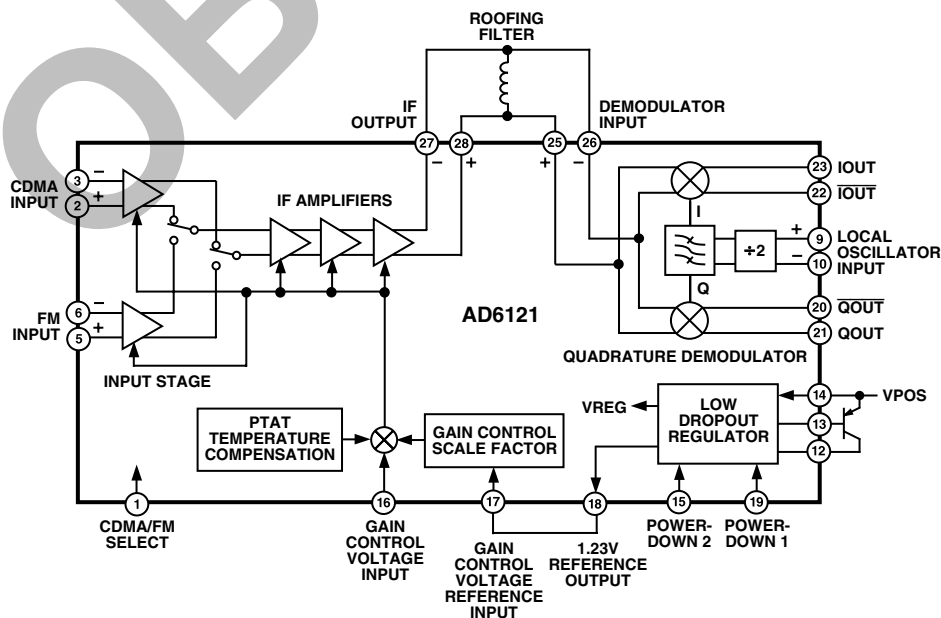 OB
ROOFING
FILTER
IF
OUTPUT
DEMODULATOR
INPUT
27
28
25
26
−
+
+
−
CDMA
INPUT
3
−
2
+
IF AMPLIFIERS
23
IOUT
22
IOUT
I
÷2
+
9
−
10
LOCAL
OSCILLATOR
INPUT
Q
FM
INPUT
6
−
5
+
AD6121
20
QOUT
21
QOUT
INPUT STAGE
QUADRATURE DEMODULATOR
PTAT
TEMPERATURE
COMPENSATION
GAIN CONTROL
SCALE FACTOR
VREG
LOW
DROPOUT
REGULATOR
14
VPOS
13
12
1
16
17
18
15
19
CDMA/FM
SELECT
GAIN
CONTROL
VOLTAGE
INPUT
GAIN
CONTROL
VOLTAGE
REFERENCE
INPUT
1.23V
REFERENCE
OUTPUT
POWER-
DOWN 2
POWER-
DOWN 1